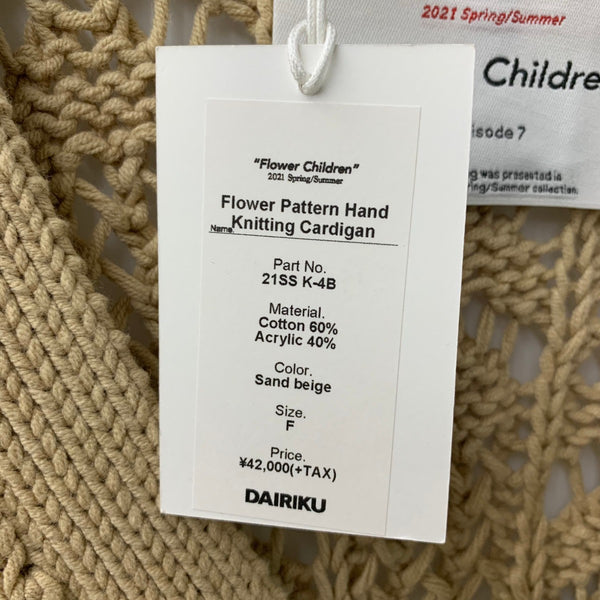 2021 Spring/Summer
Childre
isode 7
g was presented in
ring/Summer collection.
"Flower Children"
2021 Spring/Summer
Flower Pattern Hand
Name. Knitting Cardigan
Part No.
21SS K-4B
Material.
Cotton 60%
Acrylic 40%
Color.
Sand beige
Size.
F
Price.
¥42,000(+TAX)
DAIRIKU